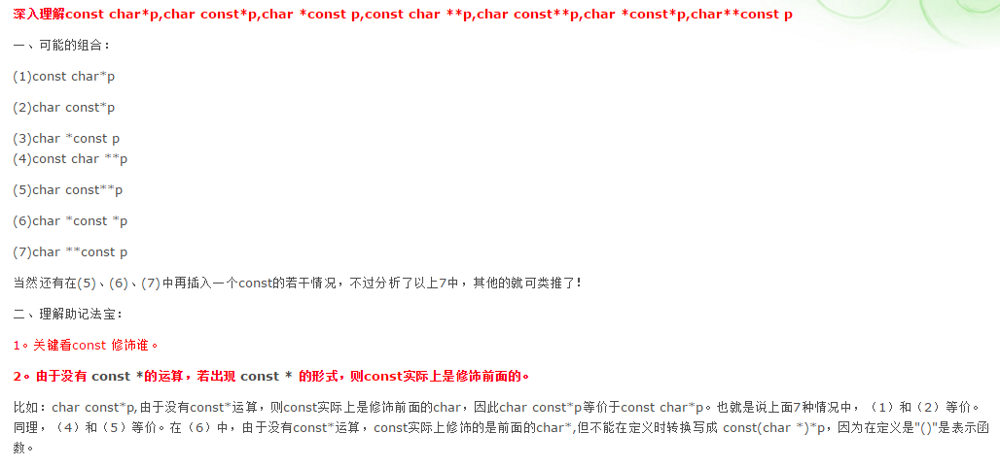 深入理解const char*p,char const*p,char *const p,const char **p,char const**p,char *const*p,char**const p
一、可能的组合：
(1)const char*p
(2)char const*p
(3)char *const p
(4)const char **p
(5)char const**p
(6)char *const *p
(7)char **const p
当然还有在(5)、(6)、(7)中再插入一个const的若干情况，不过分析了以上7中，其他的就可类推了！
二、理解助记法宝：
1。关键看const 修饰谁。
2。由于没有 const *的运算，若出现 const * 的形式，则const实际上是修饰前面的。
比如：char const*p,由于没有const*运算，则const实际上是修饰前面的char，因此char const*p等价于const char*p。也就是说上面7种情况中，（1）和（2）等价。
同理，（4）和（5）等价。在（6）中，由于没有const*运算，const实际上修饰的是前面的char*,但不能在定义时转换写成 const(char *)*p，因为在定义是"()"是表示函
数。